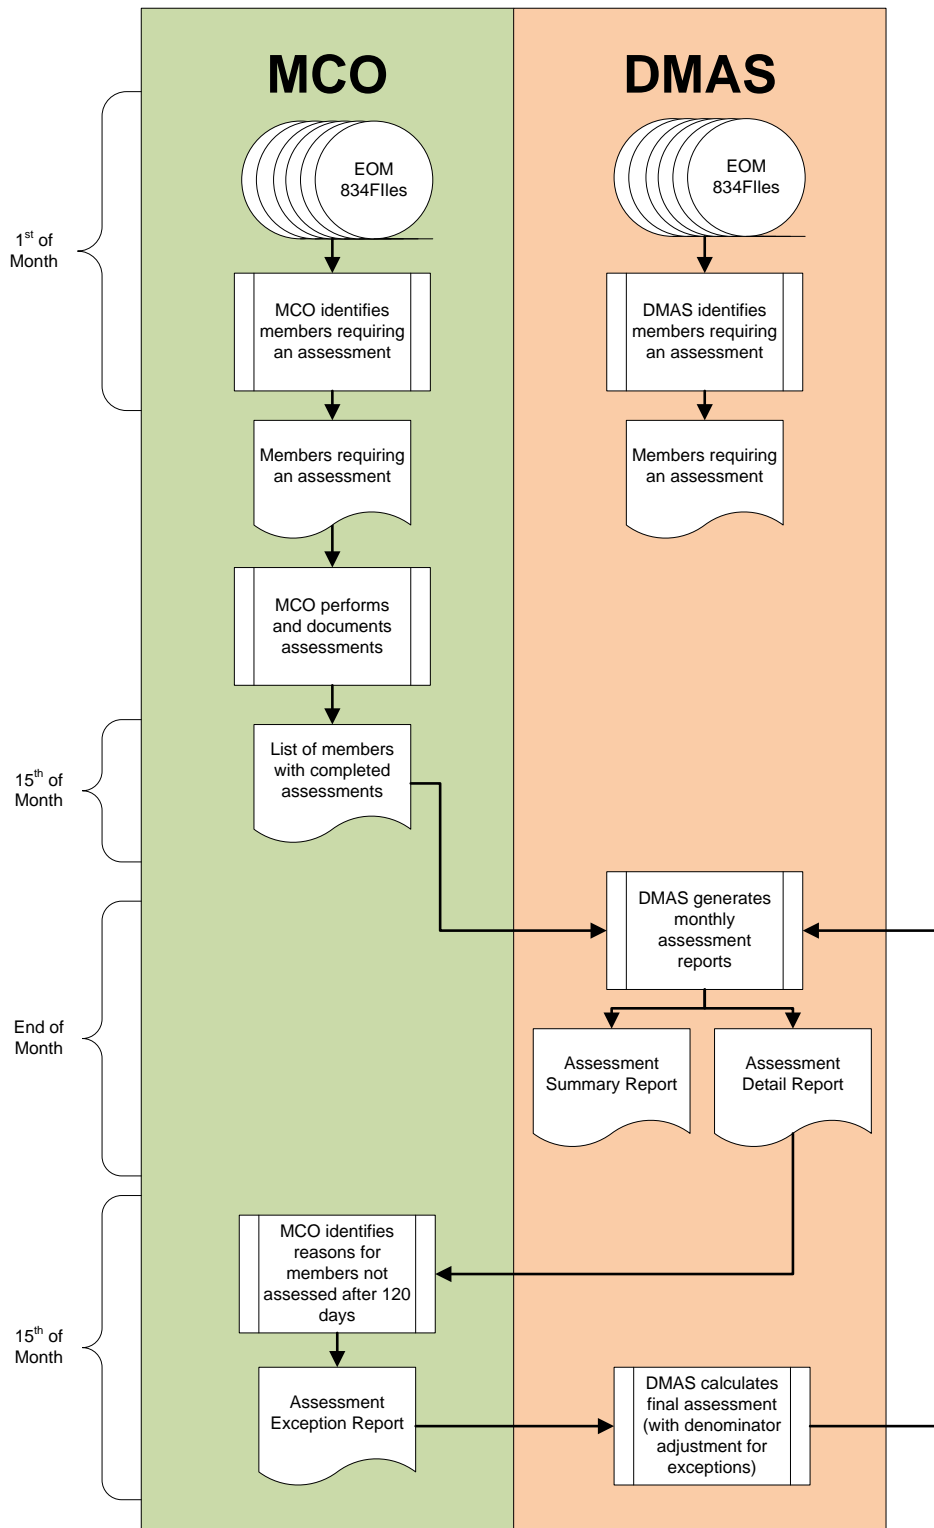 MCO
DMAS
EOM
834FIles
EOM
834FIles
1st of
Month
MCO identifies
members requiring
an assessment
DMAS identifies
members requiring
an assessment
Members requiring
an assessment
Members requiring
an assessment
MCO performs
and documents
assessments
15th of
Month
List of members
with completed
assessments
DMAS generates
monthly
assessment
reports
End of
Month
Assessment
Summary Report
Assessment
Detail Report
15th of
Month
MCO identifies
reasons for
members not
assessed after 120
days
Assessment
Exception Report
DMAS calculates
final assessment
(with denominator
adjustment for
exceptions)